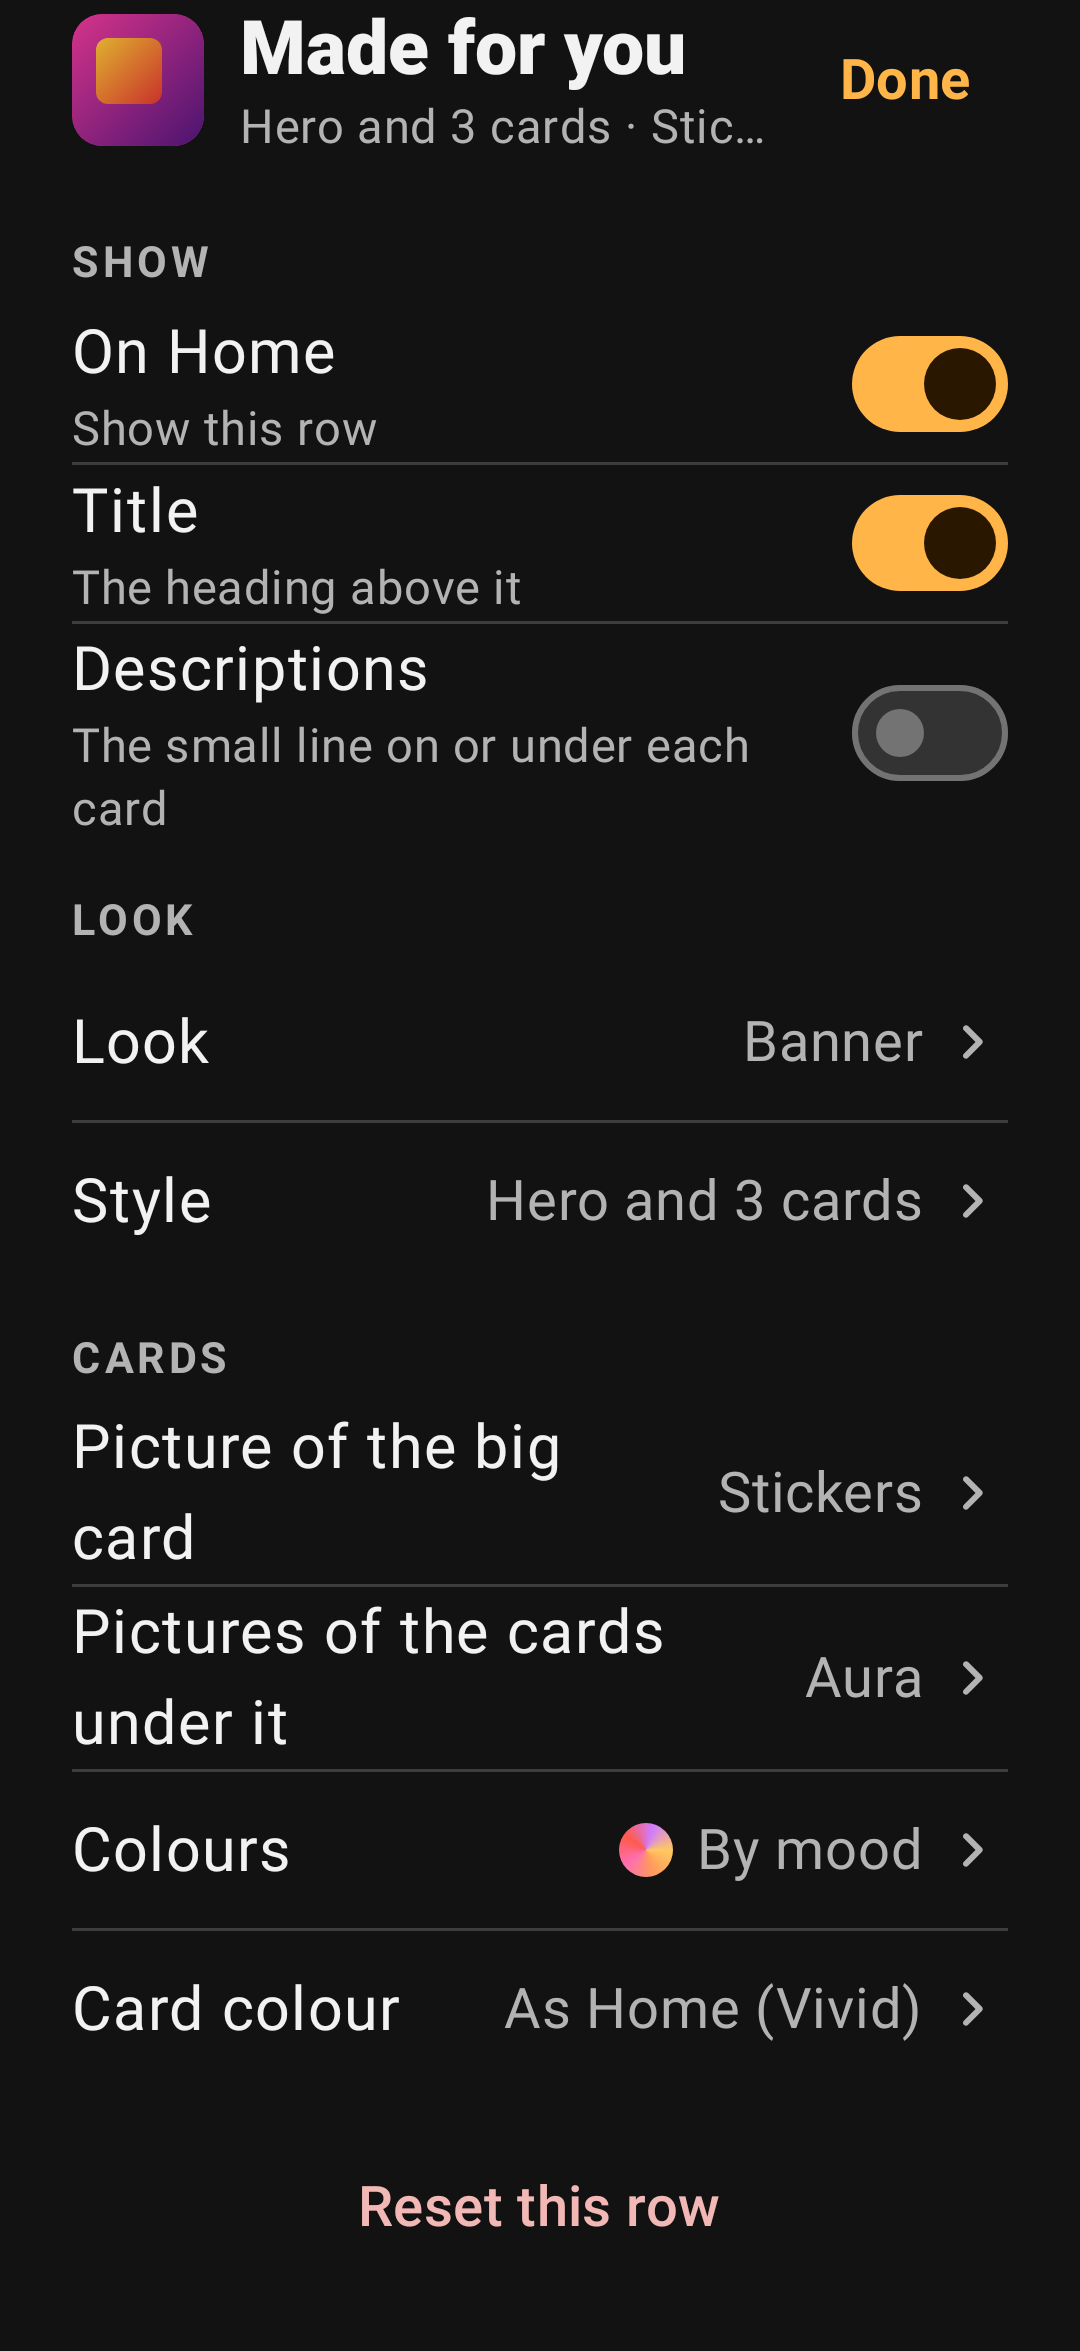 Made for you
Hero and 3 cards · Stic...
Done
SHOW
On Home
Show this row
Title
The heading above it
Descriptions
The small line on or under each
card
LOOK
Look
Banner
Style
Hero and 3 cards
CARDS
Picture of the big
card
Stickers
Pictures of the cards
under it
Aura
Colours
By mood
Card colour
As Home (Vivid)
Reset this row